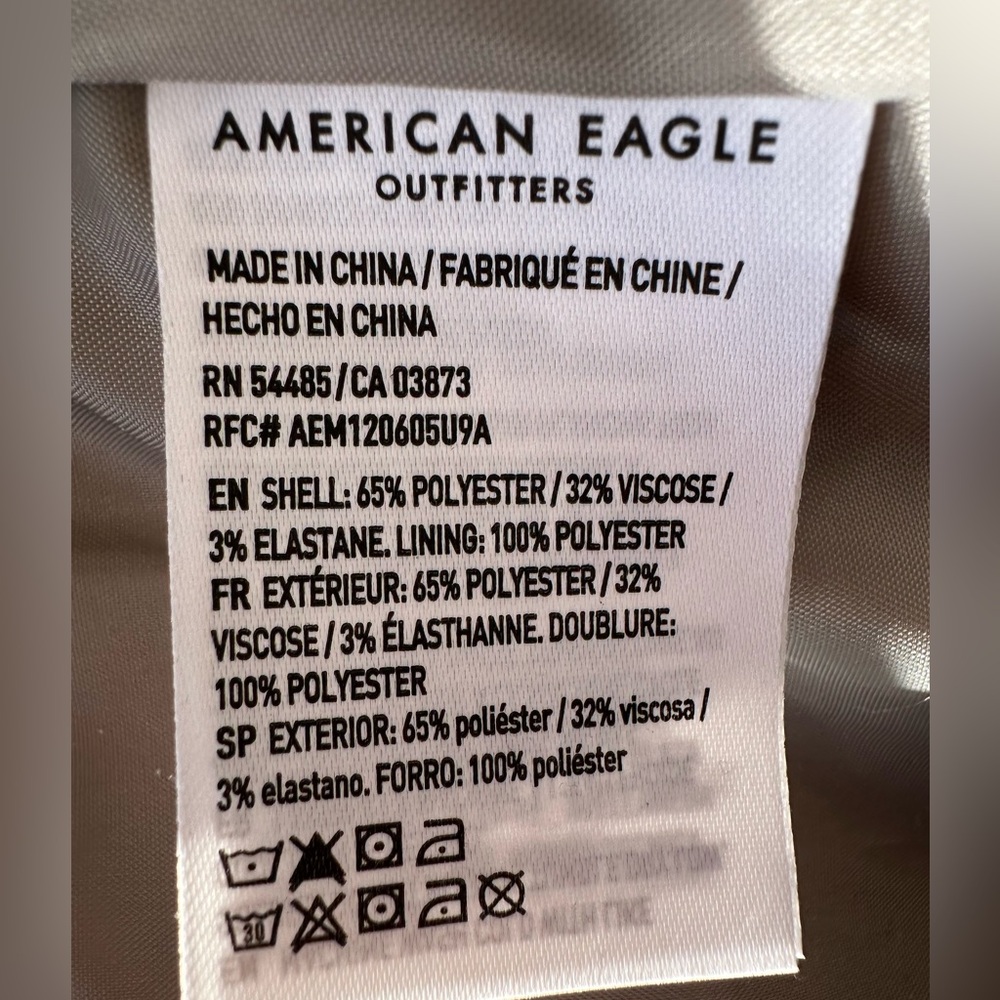 AMERICAN EAGLE
OUTFITTERS
MADE IN CHINA / FABRIQUÉ EN CHINE /
HECHO EN CHINA
RN 54485 / CA 03873
RFC# AEM120605U9A
EN SHELL: 65% POLYESTER / 32% VISCOSE /
3% ELASTANE. LINING: 100% POLYESTER
FR EXTÉRIEUR: 65% POLYESTER / 32%
VISCOSE / 3% ÉLASTHANNE. DOUBLURE:
100% POLYESTER
SP EXTERIOR: 65% poliéster / 32% viscosa /
3% elastano. FORRO: 100% poliéster
30